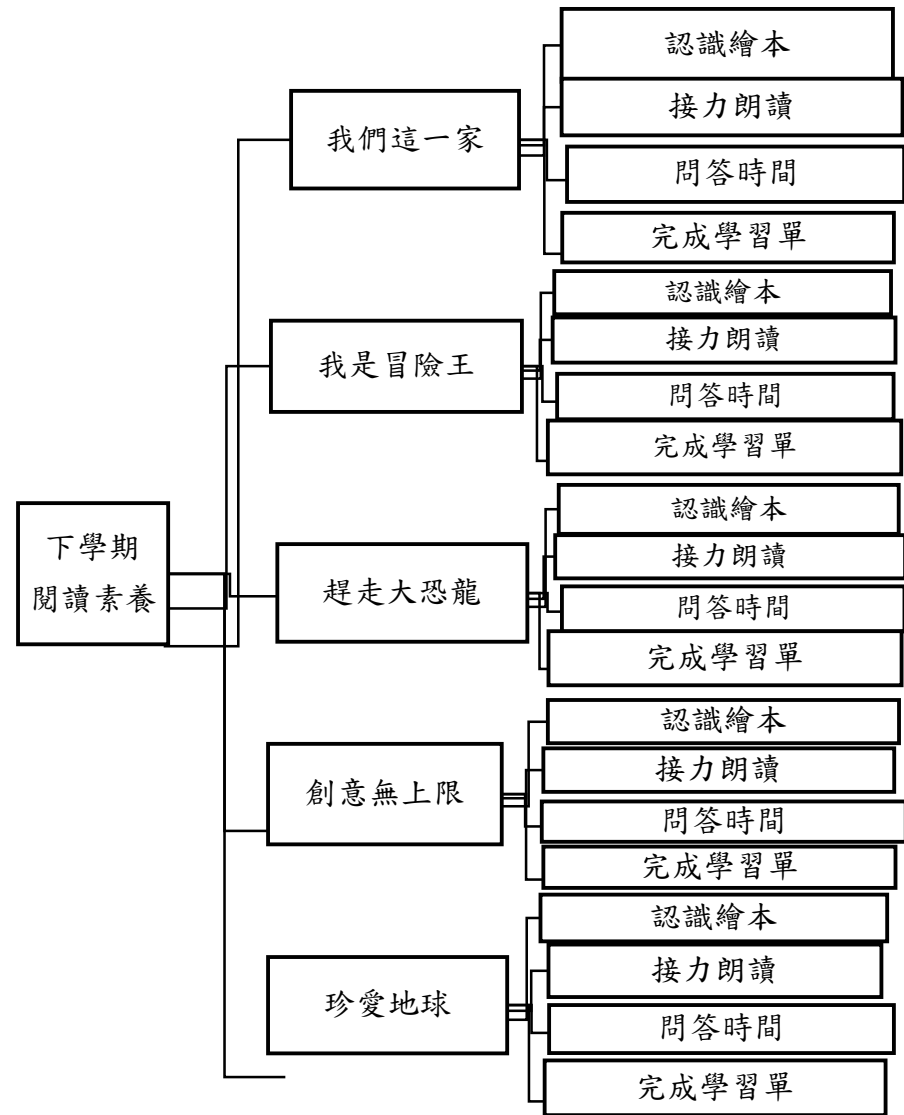 下學期
閱讀素養
我們這一家
認識繪本
接力朗讀
問答時間
完成學習單
我是冒險王
認識繪本
接力朗讀
問答時間
完成學習單
趕走大恐龍
認識繪本
接力朗讀
問答時間
完成學習單
創意無上限
認識繪本
接力朗讀
問答時間
完成學習單
珍愛地球
認識繪本
接力朗讀
問答時間
完成學習單